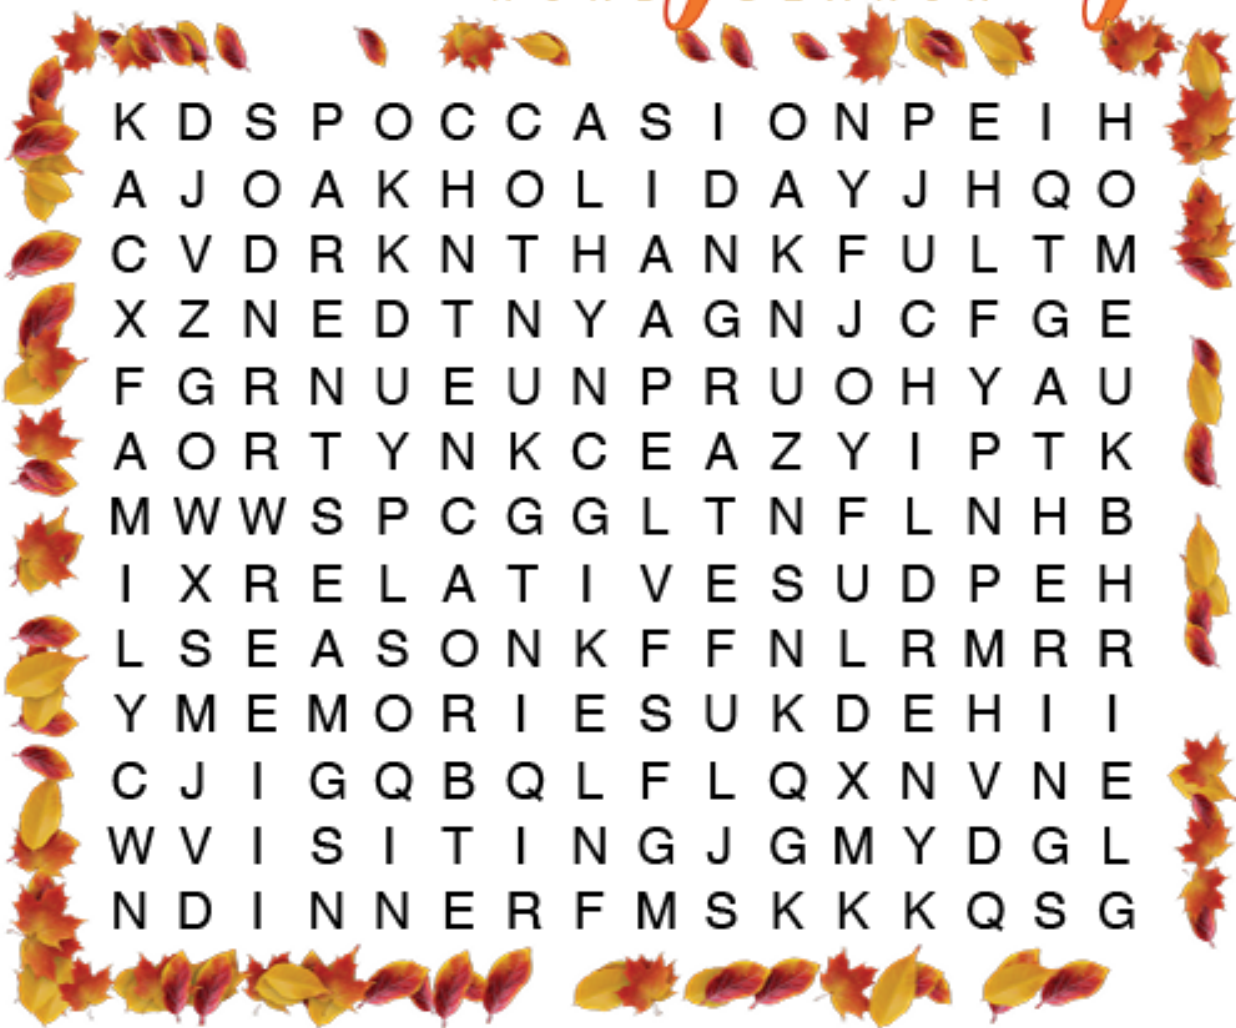 K D S P O C C A S I O N P E I H
A J O A K H O L I D A Y J H Q O
C V D R K N T H A N K F U L T M
X Z N E D T N Y A G N J C F G E
F G R N U E U N P R U O H Y A U
A O R T Y N K C E A Z Y I P T K
M W W S P C G G L T N F L N H B
I X R E L A T I V E S U D P E H
L S E A S O N K F F N L R M R R
Y M E M O R I E S U K D E H I I
C J I G Q B Q L F L Q X N V N E
W V I S I T I N G J G M Y D G L
N D I N N E R F M S K K K Q S G